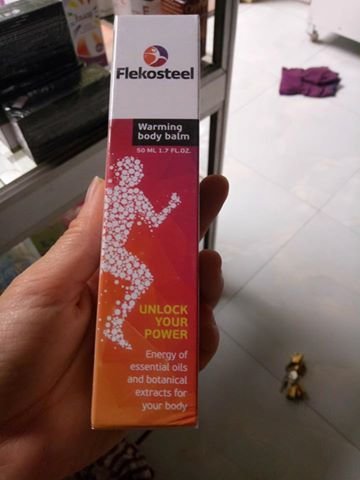 Flekosteel
Warming
body balm
50 ML 1.7 FL.OZ.
UNLOCK
YOUR
POWER
Energy of
essential oils
and botanical
extracts for
your body